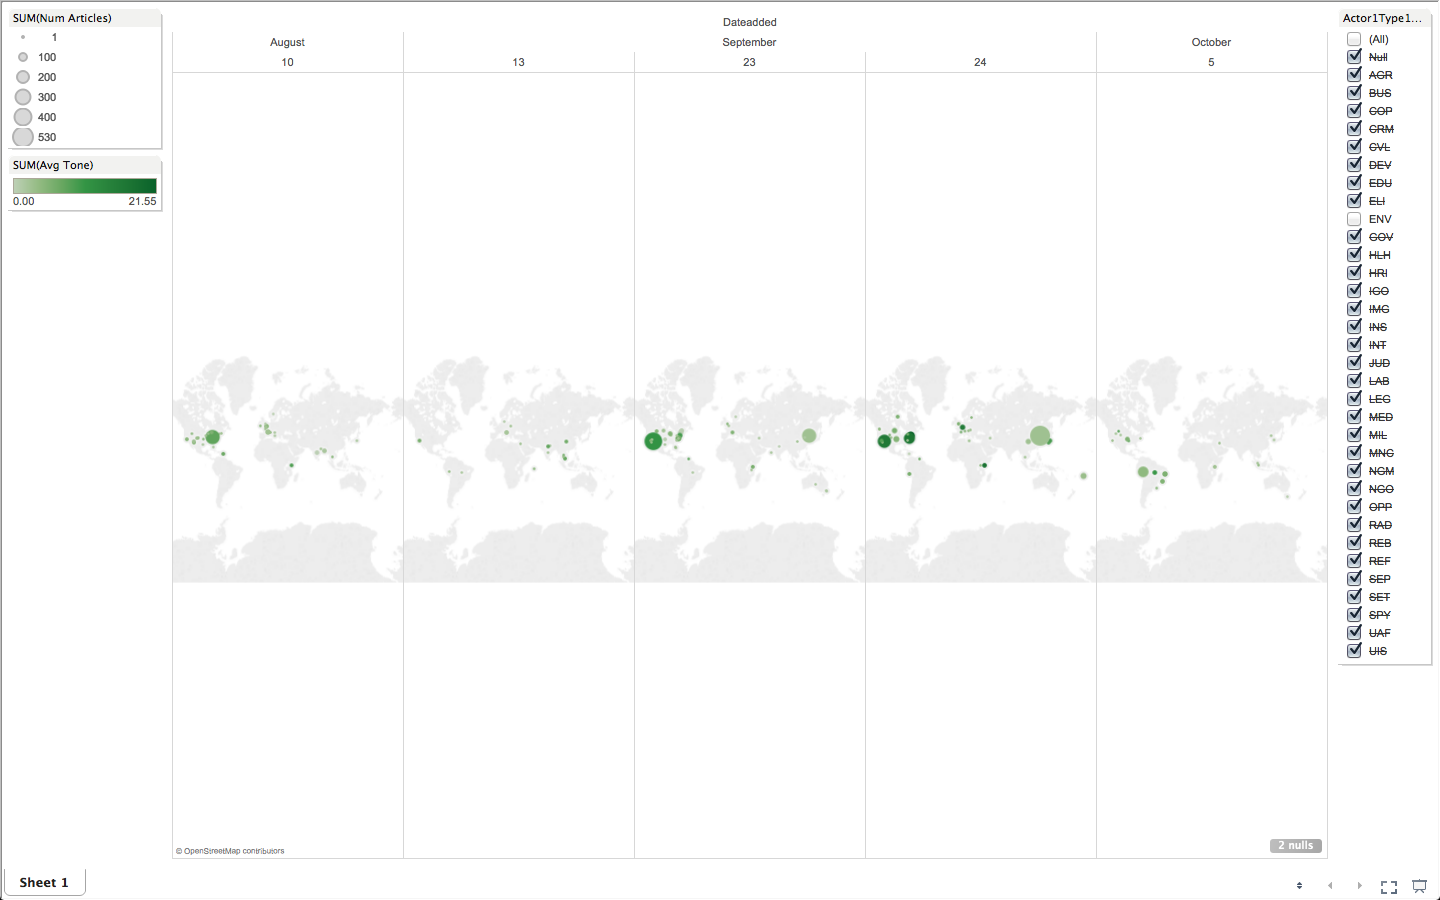 SUM(Num Articles)
1
100
200
300
400
530
SUM(Avg Tone)
0.00 21.55
Dateadded
August September October
10 13 23 24 5
© OpenStreetMap contributors
2 nulls
Actor1Type1...
(All)
Null
AGR
BUS
COP
CRM
CVL
DEV
EDU
ELI
ENV
GOV
HLH
HRI
IGO
IMG
INS
INT
JUD
LAB
LEG
MED
MIL
MNC
NGM
NGO
OPP
RAD
REB
REF
SEP
SET
SPY
UAF
UIS
Sheet 1